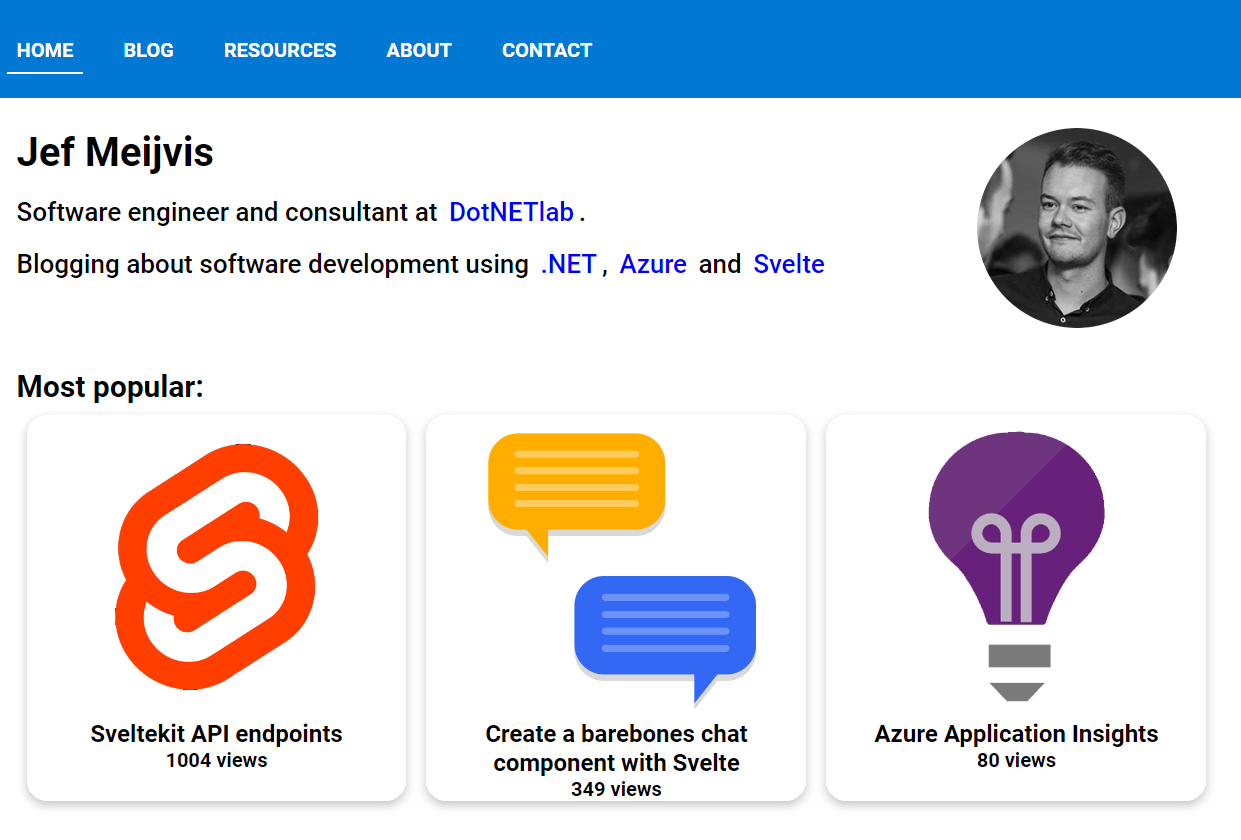 HOME BLOG RESOURCES ABOUT CONTACT
Jef Meijvis
Software engineer and consultant at DotNETlab .
Blogging about software development using .NET , Azure and Svelte
Most popular:
Sveltekit API endpoints
1004 views
Create a barebones chat
component with Svelte
349 views
Azure Application Insights
80 views